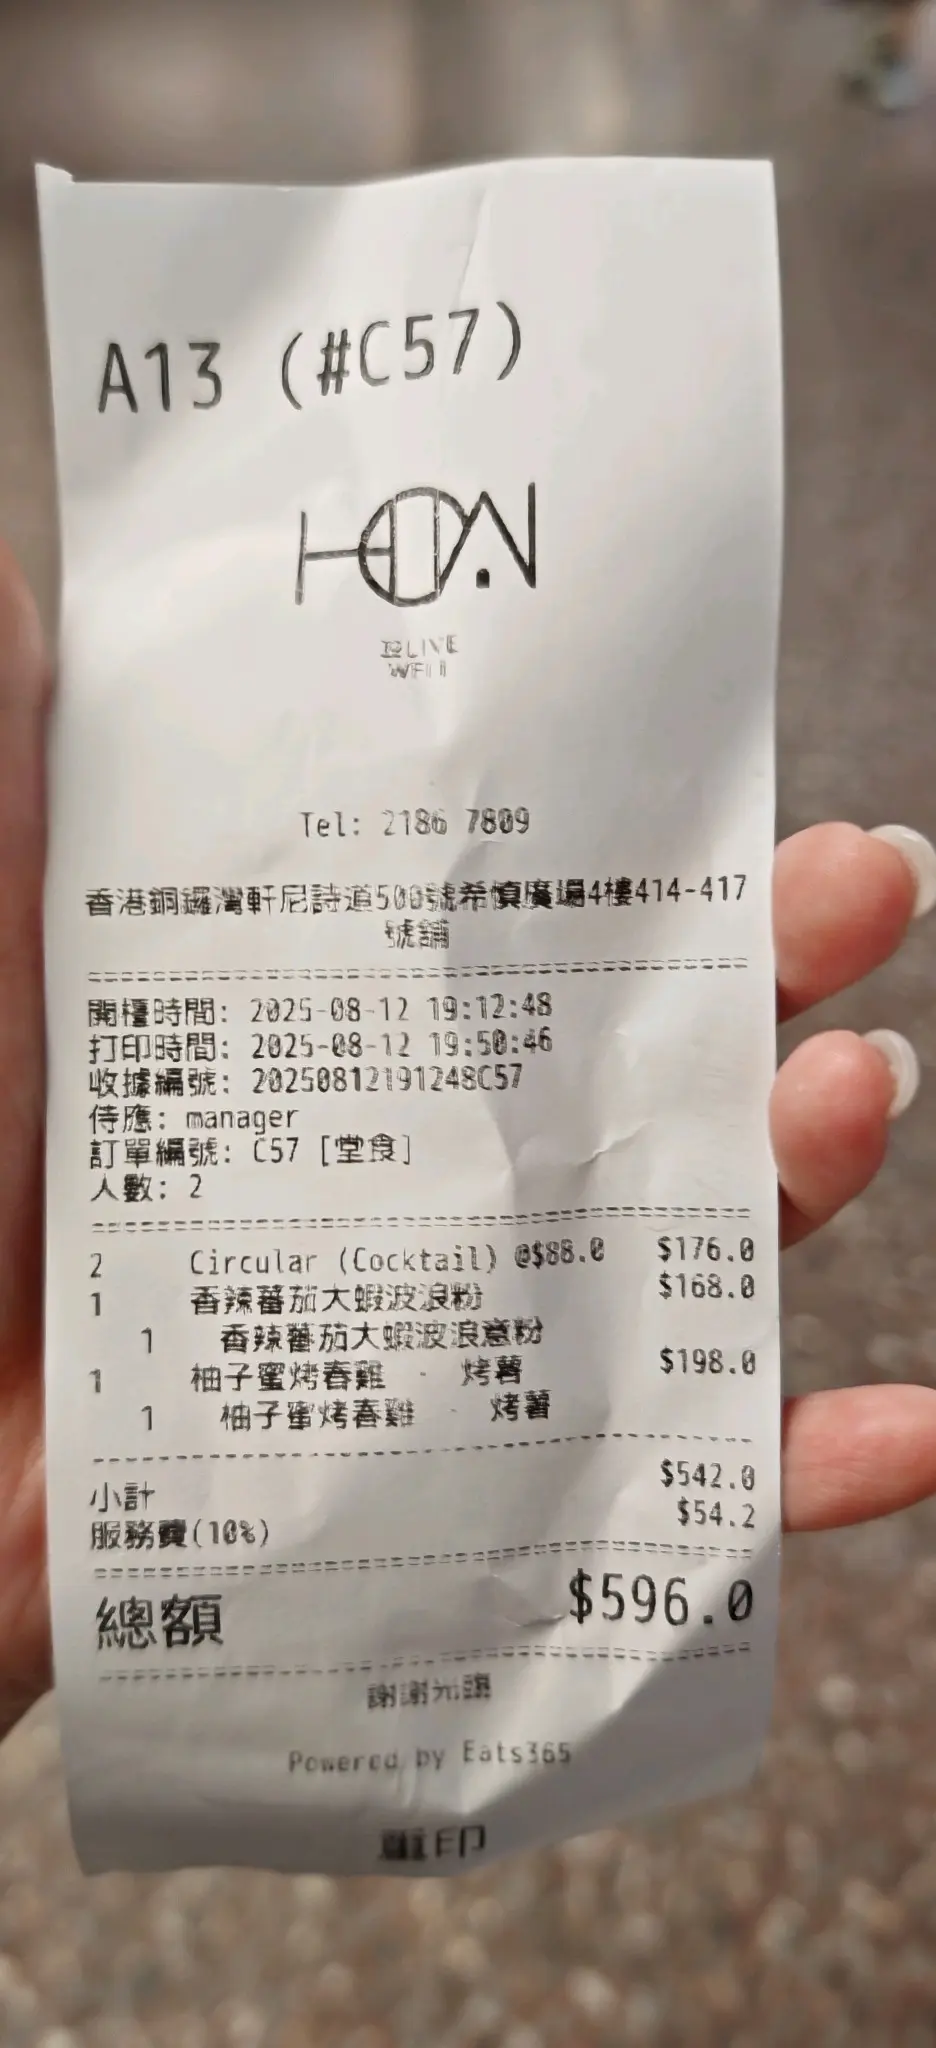 A13 (#C57)
LIVE
Tel: 2186 7809
香港銅鑼灣軒尼詩道500號希慎廣場4樓414-417
號舖
開檯時間: 2025-08-12 19:12:48
打印時間: 2025-08-12 19:50:46
收據編號: 20250812191248C57
侍應: manager
訂單編號: C57 [堂食]
人數: 2
2 Circular (Cocktail) @$88.0 $176.0
1 香辣蕃茄大蝦波浪粉 $168.0
1 香辣蕃茄大蝦波浪意粉
1 柚子蜜烤春雞 - 烤薯 $198.0
1 柚子蜜烤春雞 - 烤薯
小計 $542.0
服務費(10%) $54.2
總額 $596.0
謝謝光臨
Powered by Eats365
重印